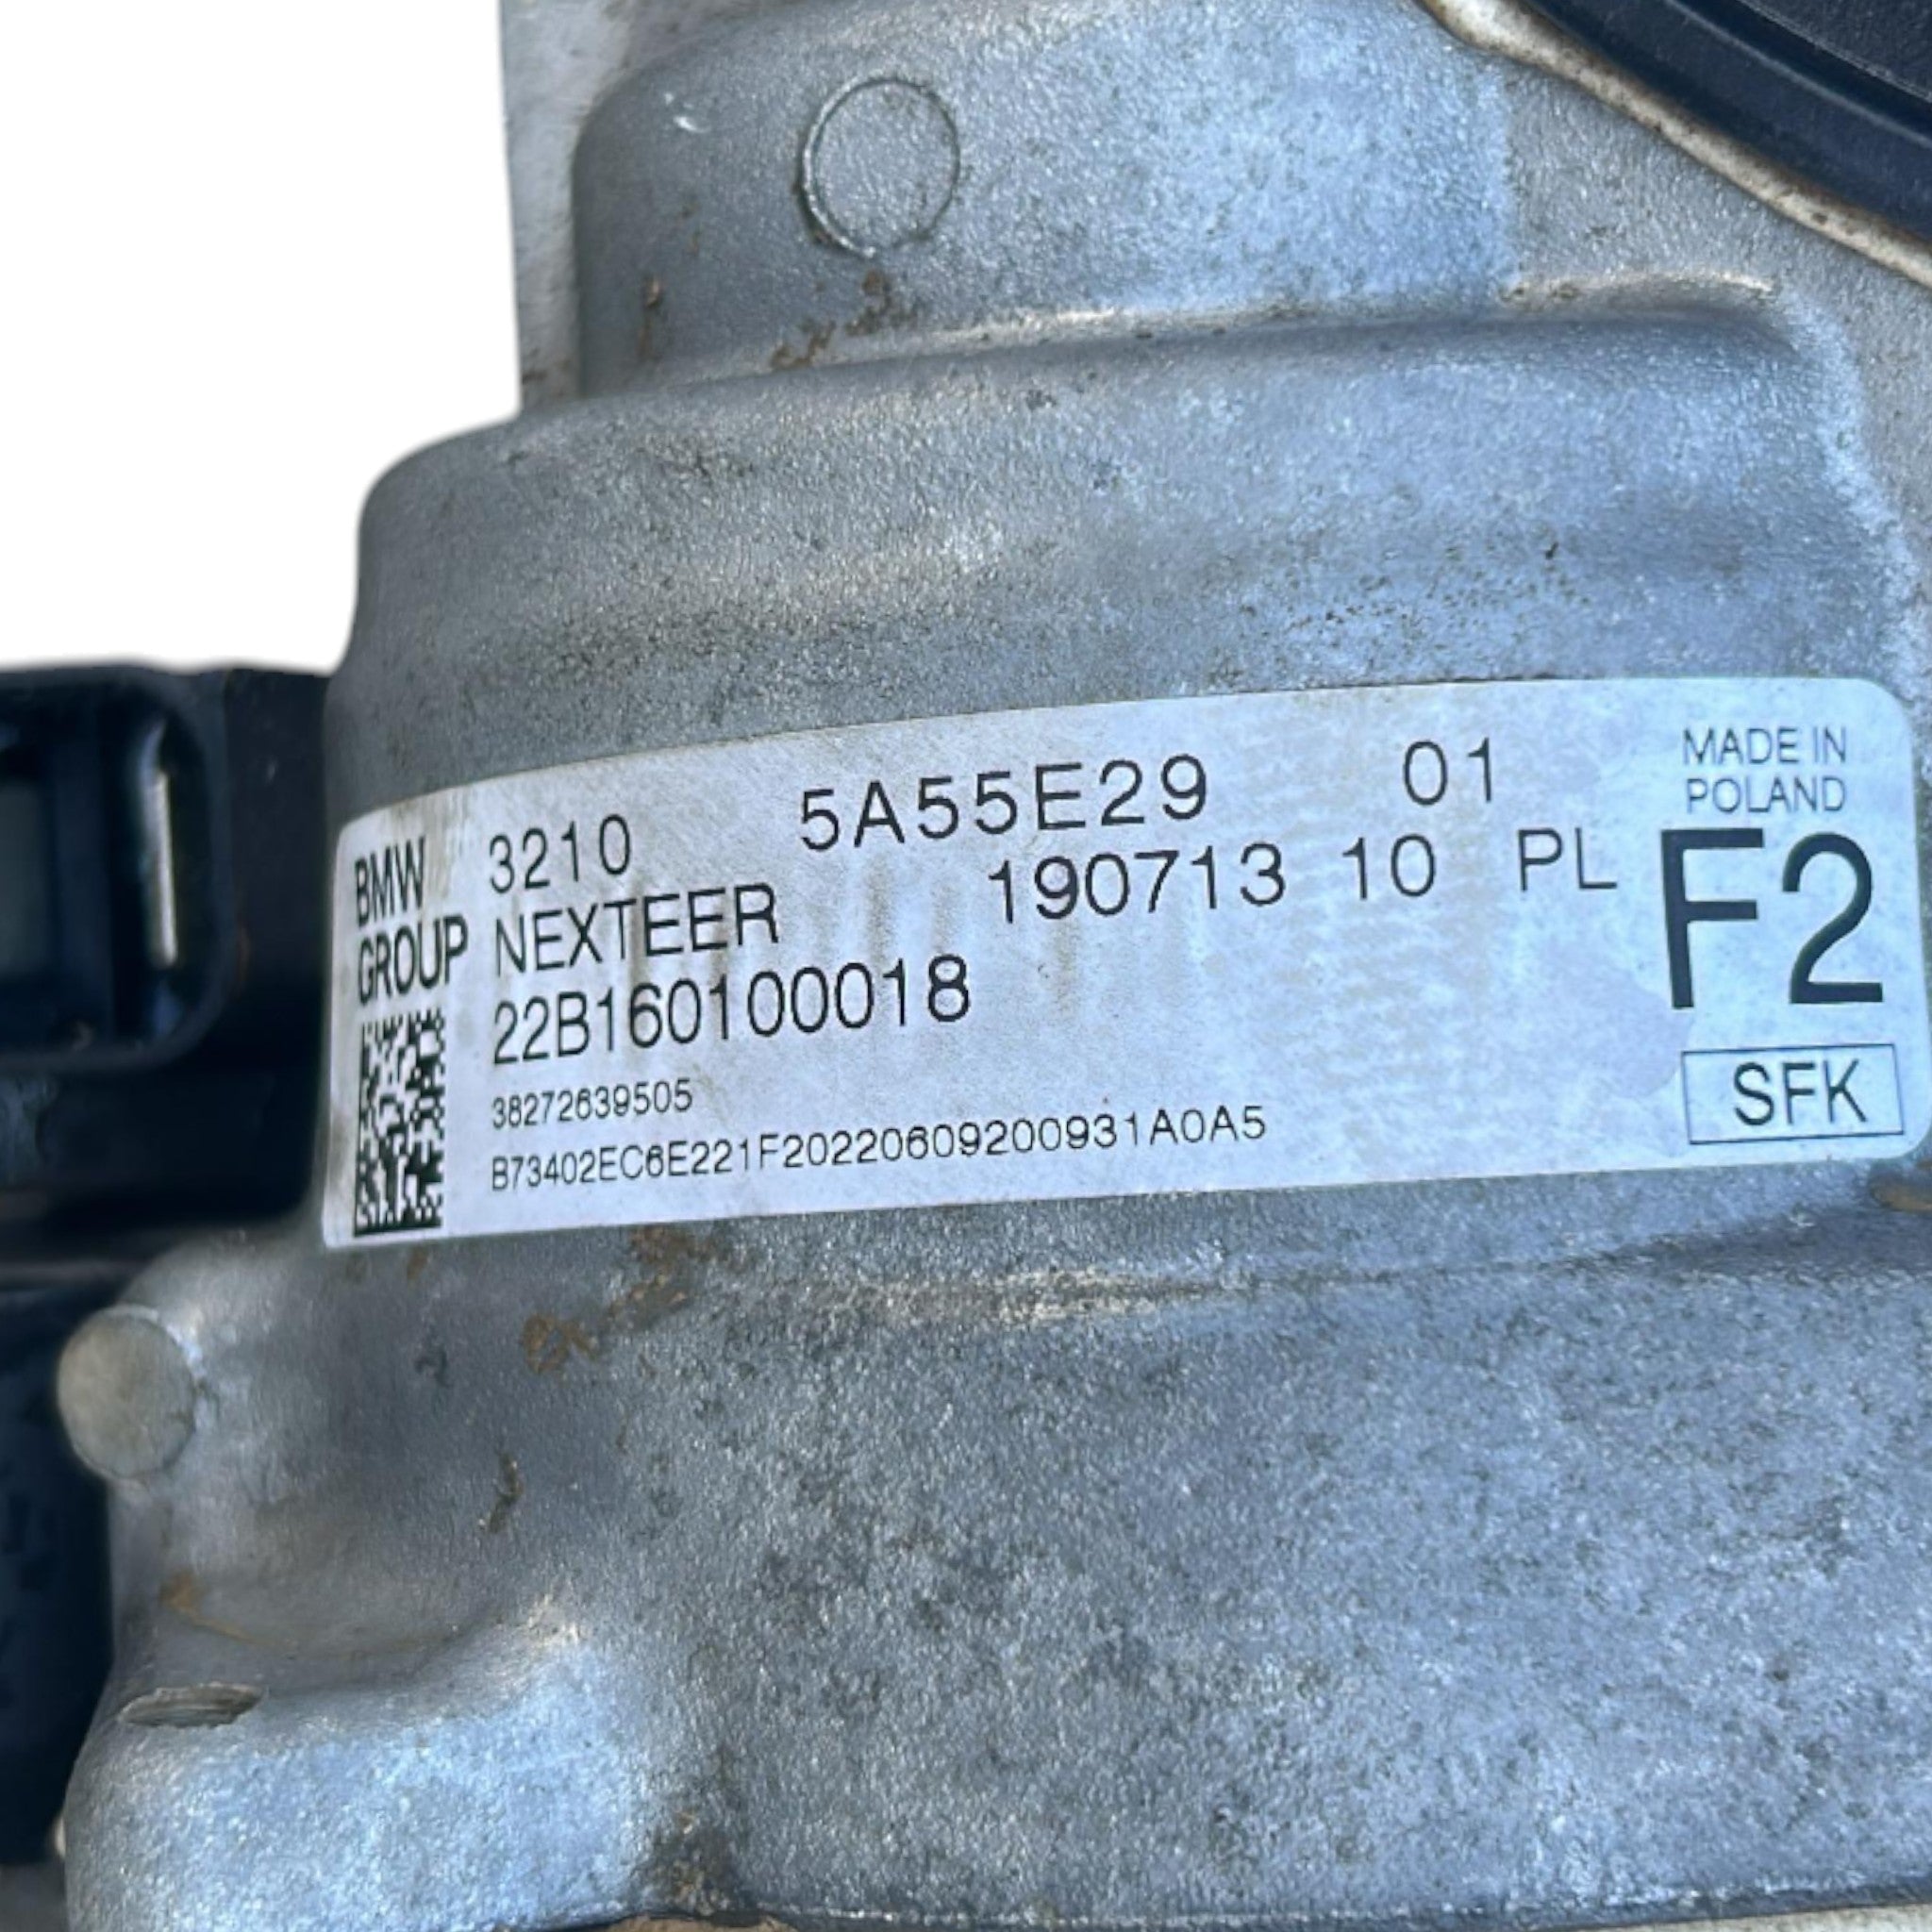 BMW GROUP
3210 5A55E29 01
NEXTEER 190713 10 PL
22B160100018
38272639505
B73402EC6E221F20220609200931A0A5
MADE IN
POLAND
F2
SFK